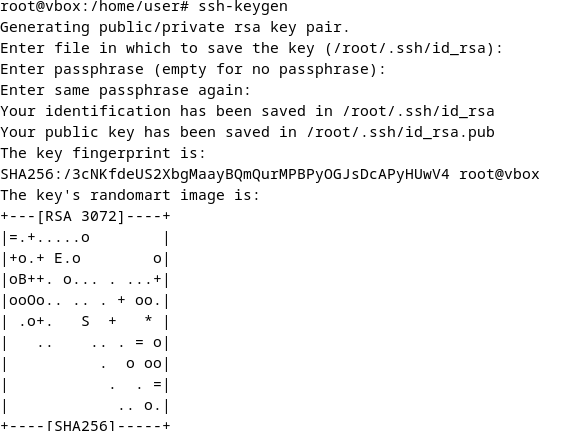 root@vbox:/home/user# ssh-keygen
Generating public/private rsa key pair.
Enter file in which to save the key (/root/.ssh/id_rsa):
Enter passphrase (empty for no passphrase):
Enter same passphrase again:
Your identification has been saved in /root/.ssh/id_rsa
Your public key has been saved in /root/.ssh/id_rsa.pub
The key fingerprint is:
SHA256:/3cNKfdeUS2XbgMaayBQmQurMPBPyOGJsDcAPyHUwV4 root@vbox
The key's randomart image is:
+---[RSA 3072]----+
|=.+.....o        |
|+o.+ E.o        o|
|oB++. o... . ...+|
|ooOo.. .. . + oo.|
| .o+.   S  +   * |
|   ..    .. . = o|
|          .  o oo|
|           .  . =|
|            .. o.|
+----[SHA256]-----+